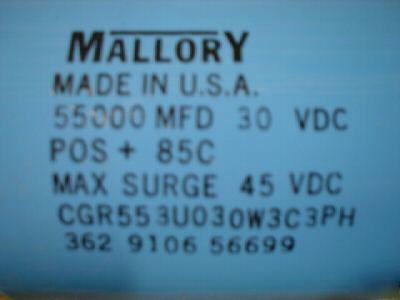 MALLORY
MADE IN U.S.A.
55000 MFD 30 VDC
POS + 85C
MAX SURGE 45 VDC
CGR553U030W3C3PH
362 9106 56699